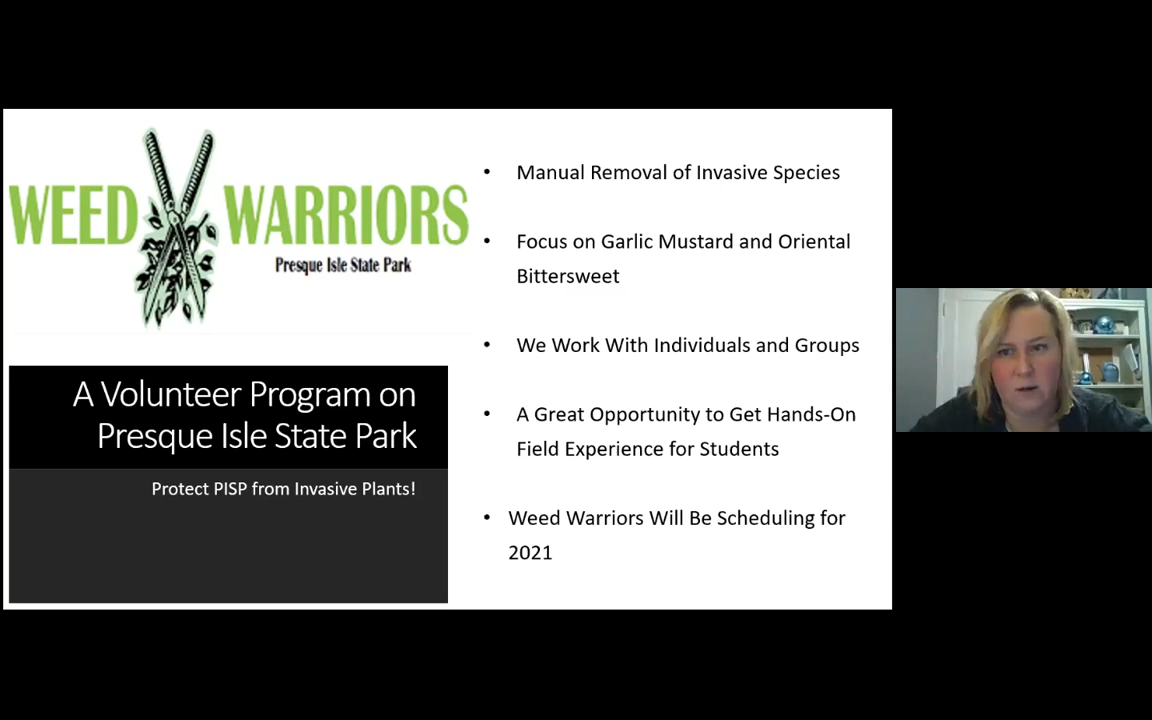 WEED WARRIORS
Presque Isle State Park
A Volunteer Program on
Presque Isle State Park
Protect PISP from Invasive Plants!
• Manual Removal of Invasive Species
• Focus on Garlic Mustard and Oriental
Bittersweet
• We Work With Individuals and Groups
• A Great Opportunity to Get Hands-On
Field Experience for Students
• Weed Warriors Will Be Scheduling for
2021